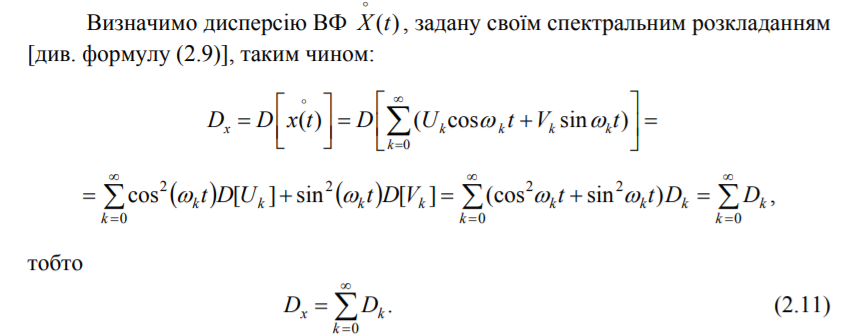 Визначимо дисперсію ВФ $\overset{\circ}{X}(t)$, задану своїм спектральним розкладанням
[див. формулу (2.9)], таким чином:
$D_x = D\left[\overset{\circ}{x(t)}\right] = D\left[\sum_{k=0}^{\infty}(U_k \cos\omega_k t + V_k \sin\omega_k t)\right] =$
$= \sum_{k=0}^{\infty} \cos^2(\omega_k t)D[U_k] + \sin^2(\omega_k t)D[V_k] = \sum_{k=0}^{\infty}(\cos^2\omega_k t + \sin^2\omega_k t)D_k = \sum_{k=0}^{\infty} D_k,$
тобто
$D_x = \sum_{k=0}^{\infty} D_k.$ (2.11)